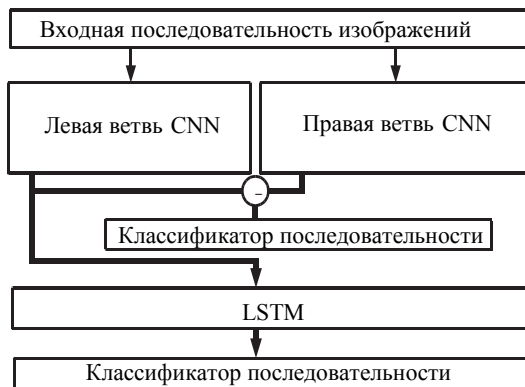 Входная последовательность изображений
Левая ветвь CNN
Правая ветвь CNN
–
Классификатор последовательности
LSTM
Классификатор последовательности